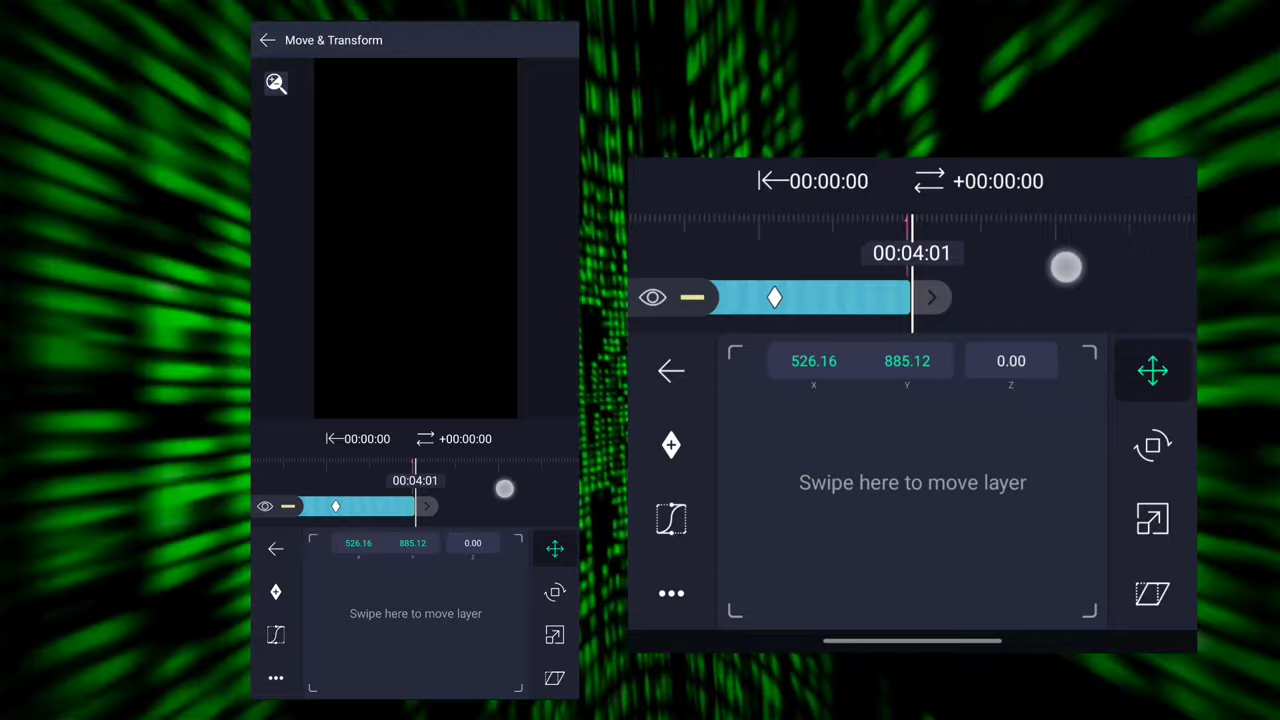 Move & Transform
00:00:00 +00:00:00
00:04:01
526.16 885.12 0.00
Swipe here to move layer
00:00:00 +00:00:00
00:04:01
526.16 885.12 0.00
X Y Z
Swipe here to move layer